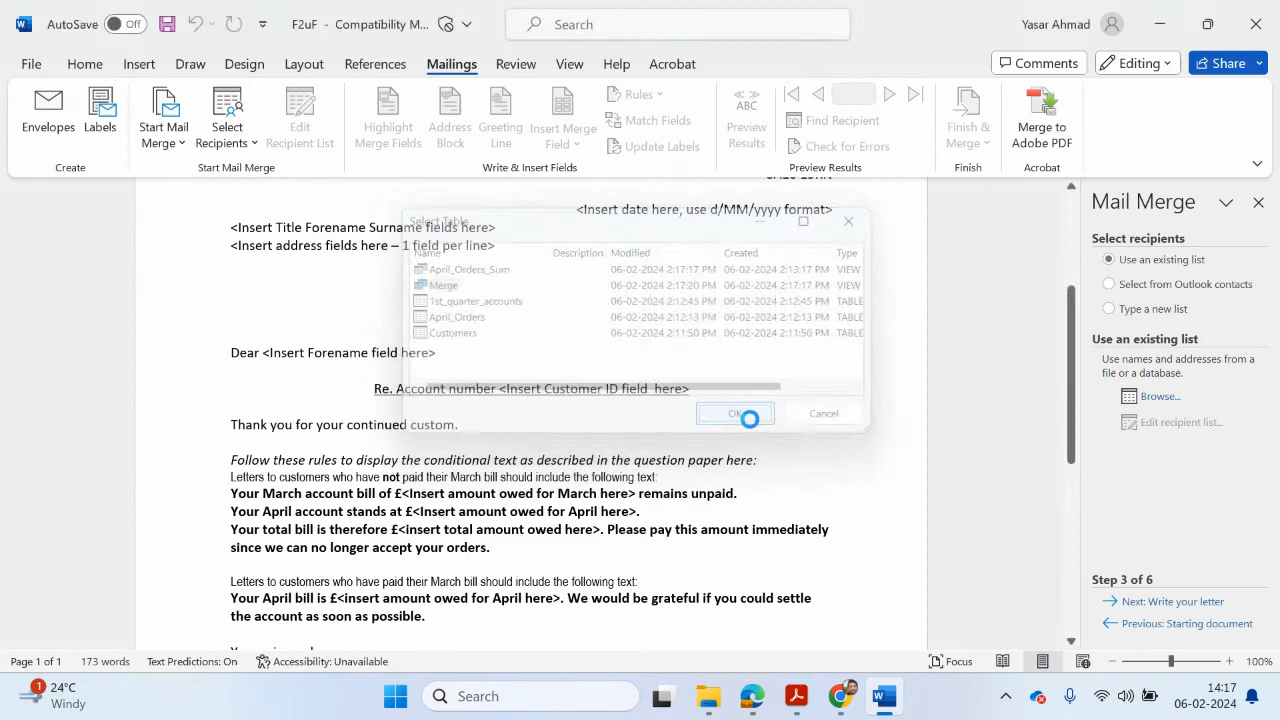 AutoSave Off F2uF - Compatibility M... Search Yasar Ahmad
File Home Insert Draw Design Layout References Mailings Review View Help Acrobat Comments Editing Share
Envelopes Labels Start Mail Merge Select Recipients Edit Recipient List Highlight Merge Fields Address Block Greeting Line Insert Merge Field Rules Match Fields Update Labels << >> ABC Preview Results Find Recipient Check for Errors Finish & Merge Merge to Adobe PDF
Create Start Mail Merge Write & Insert Fields Preview Results Finish Acrobat
<Insert date here, use d/MM/yyyy format>
<Insert Title Forename Surname fields here>
<Insert address fields here – 1 field per line>
Select Table
Name Description Modified Created Type
April_Orders_Sum 06-02-2024 2:17:17 PM 06-02-2024 2:13:17 PM VIEW
Merge 06-02-2024 2:17:20 PM 06-02-2024 2:17:17 PM VIEW
1st_quarter_accounts 06-02-2024 2:12:45 PM 06-02-2024 2:12:45 PM TABLE
April_Orders 06-02-2024 2:12:13 PM 06-02-2024 2:12:13 PM TABLE
Customers 06-02-2024 2:11:50 PM 06-02-2024 2:11:50 PM TABLE
OK Cancel
Dear <Insert Forename field here>
Re. Account number <Insert Customer ID field here>
Thank you for your continued custom.
Follow these rules to display the conditional text as described in the question paper here:
Letters to customers who have not paid their March bill should include the following text:
Your March account bill of £<Insert amount owed for March here> remains unpaid.
Your April account stands at £<Insert amount owed for April here>.
Your total bill is therefore £<insert total amount owed here>. Please pay this amount immediately
since we can no longer accept your orders.
Letters to customers who have paid their March bill should include the following text:
Your April bill is £<insert amount owed for April here>. We would be grateful if you could settle
the account as soon as possible.
Mail Merge
Select recipients
Use an existing list
Select from Outlook contacts
Type a new list
Use an existing list
Use names and addresses from a
file or a database.
Browse...
Edit recipient list...
Step 3 of 6
Next: Write your letter
Previous: Starting document
Page 1 of 1 173 words Text Predictions: On Accessibility: Unavailable Focus 100%
1 24°C
Windy
Search
14:17
06-02-2024